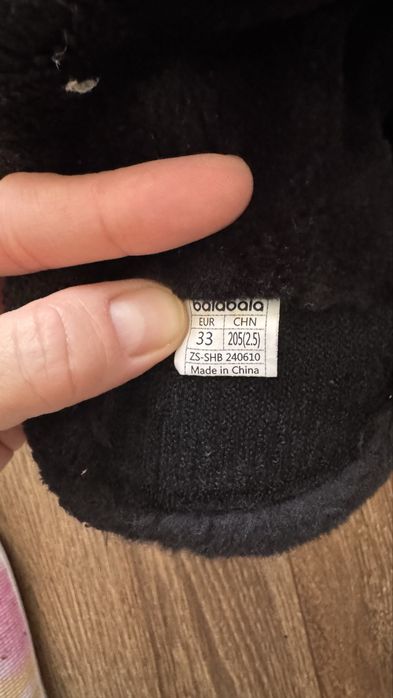 balabala
EUR CHN
33 205(2.5)
ZS-SHB 240610
Made in China